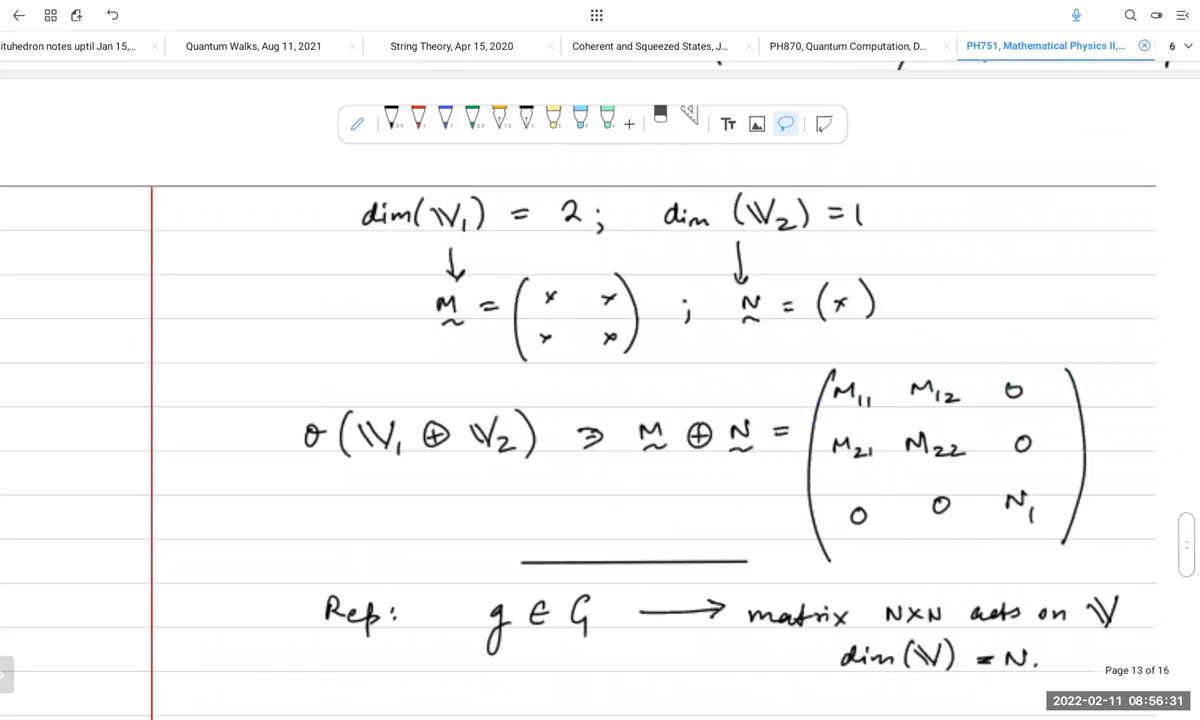 ituhedron notes uptil Jan 15,... Quantum Walks, Aug 11, 2021 String Theory, Apr 15, 2020 Coherent and Squeezed States, J... PH870, Quantum Computation, D... PH751, Mathematical Physics II,... 6
Tт
dim(𝕍₁) = 2 ; dim (𝕍₂) = 1
↓ ↓
M = ( x x ; x x ) ; N = (x)
O (𝕍₁ ⊕ 𝕍₂) ∋ M ⊕ N = ( M₁₁ M₁₂ 0
M₂₁ M₂₂ 0
0 0 N₁ )
Rep: g ∈ G ⟶ matrix N×N acts on 𝕍
dim(𝕍) = N.
Page 13 of 16
2022-02-11 08:56:31